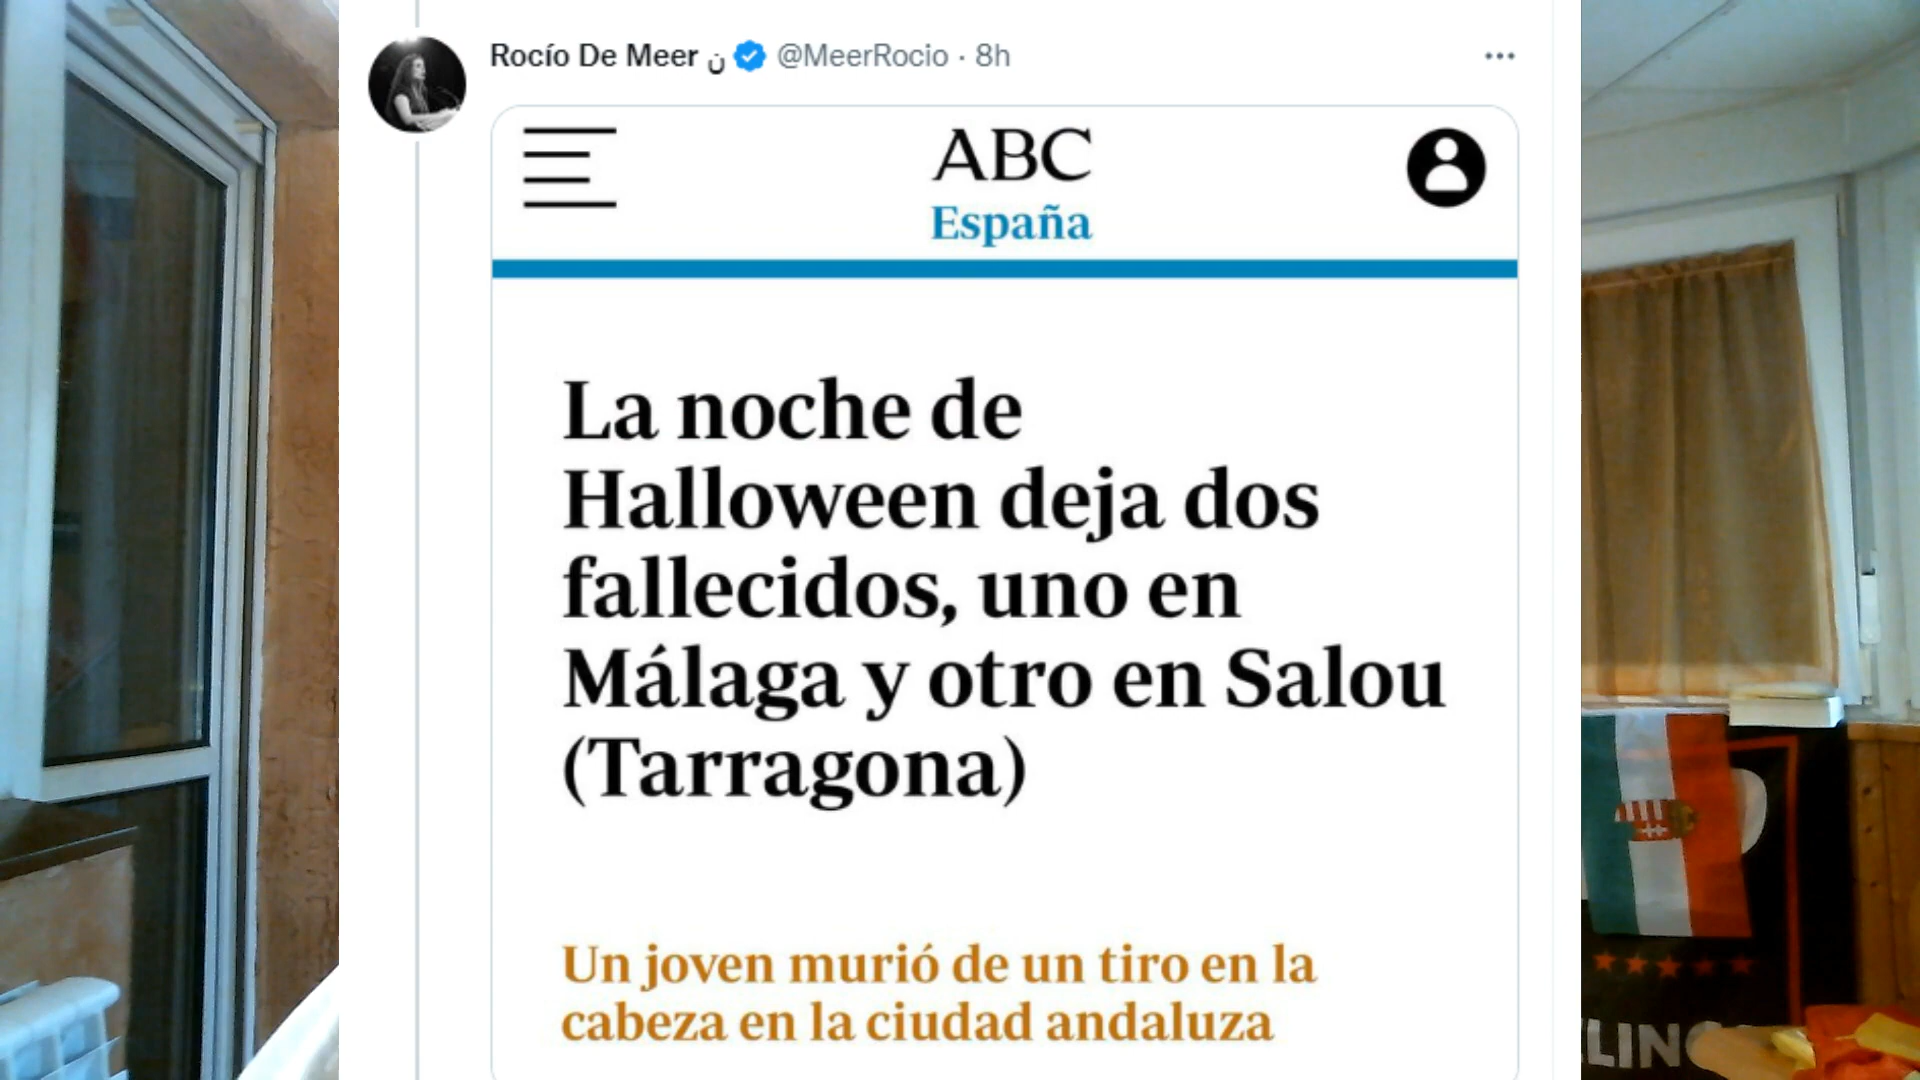 Rocío De Meer ن @MeerRocio · 8h
ABC
España
La noche de
Halloween deja dos
fallecidos, uno en
Málaga y otro en Salou
(Tarragona)
Un joven murió de un tiro en la
cabeza en la ciudad andaluza